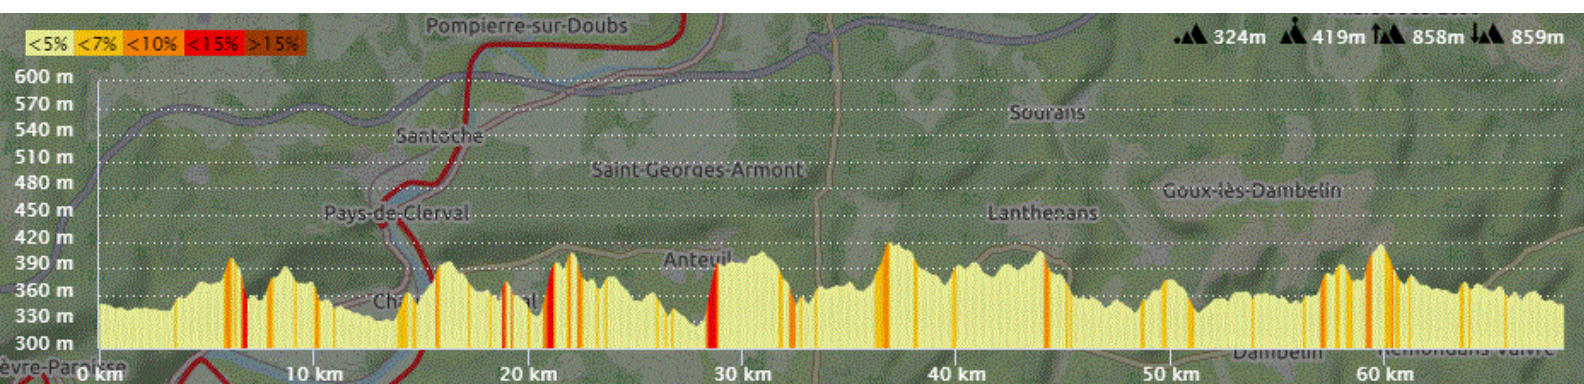 Pompierre-sur-Doubs
<5% <7% <10% <15% >15%
324m 419m 858m 859m
600 m
570 m
Sourans
540 m
Santoche
510 m
Saint-Georges-Armont
480 m
Goux-lès-Dambelin
450 m
Pays-de-Clerval
Lanthenans
420 m
390 m
Anteuil
360 m
330 m
300 m
Dambelin
0 km 10 km 20 km 30 km 40 km 50 km 60 km